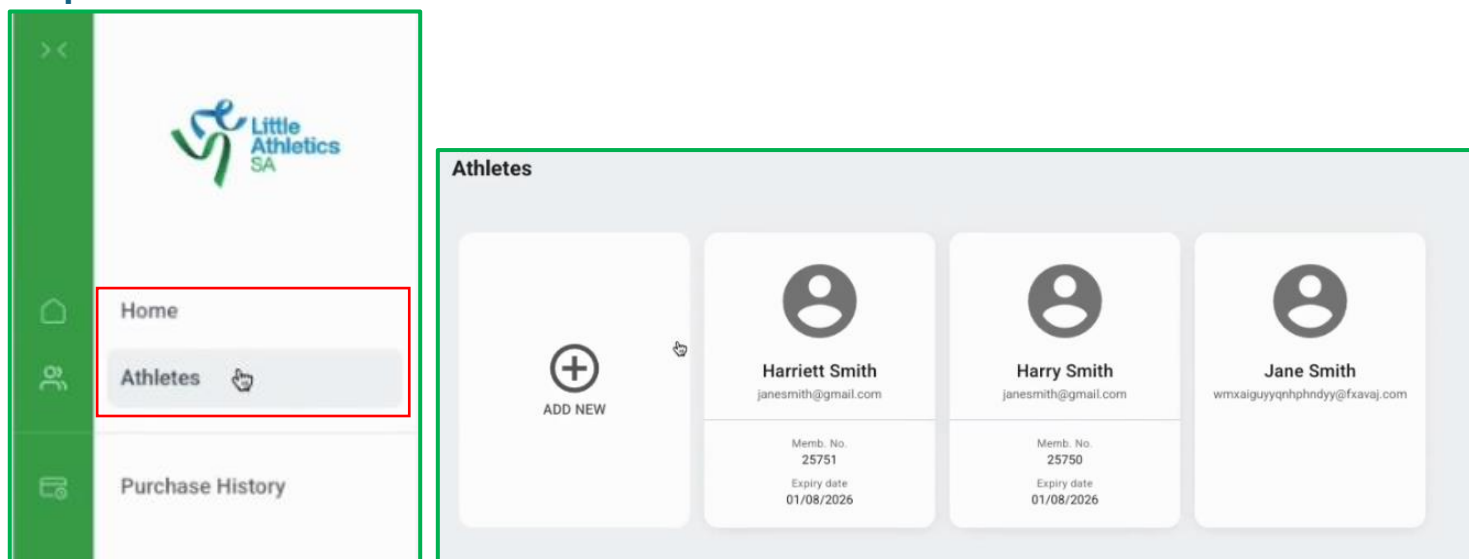 Little
Athletics
SA
Home
Athletes
Purchase History
Athletes
ADD NEW
Harriett Smith
janesmith@gmail.com
Memb. No.
25751
Expiry date
01/08/2026
Harry Smith
janesmith@gmail.com
Memb. No.
25750
Expiry date
01/08/2026
Jane Smith
wmxaiguyyqnhphndyy@fxavaj.com